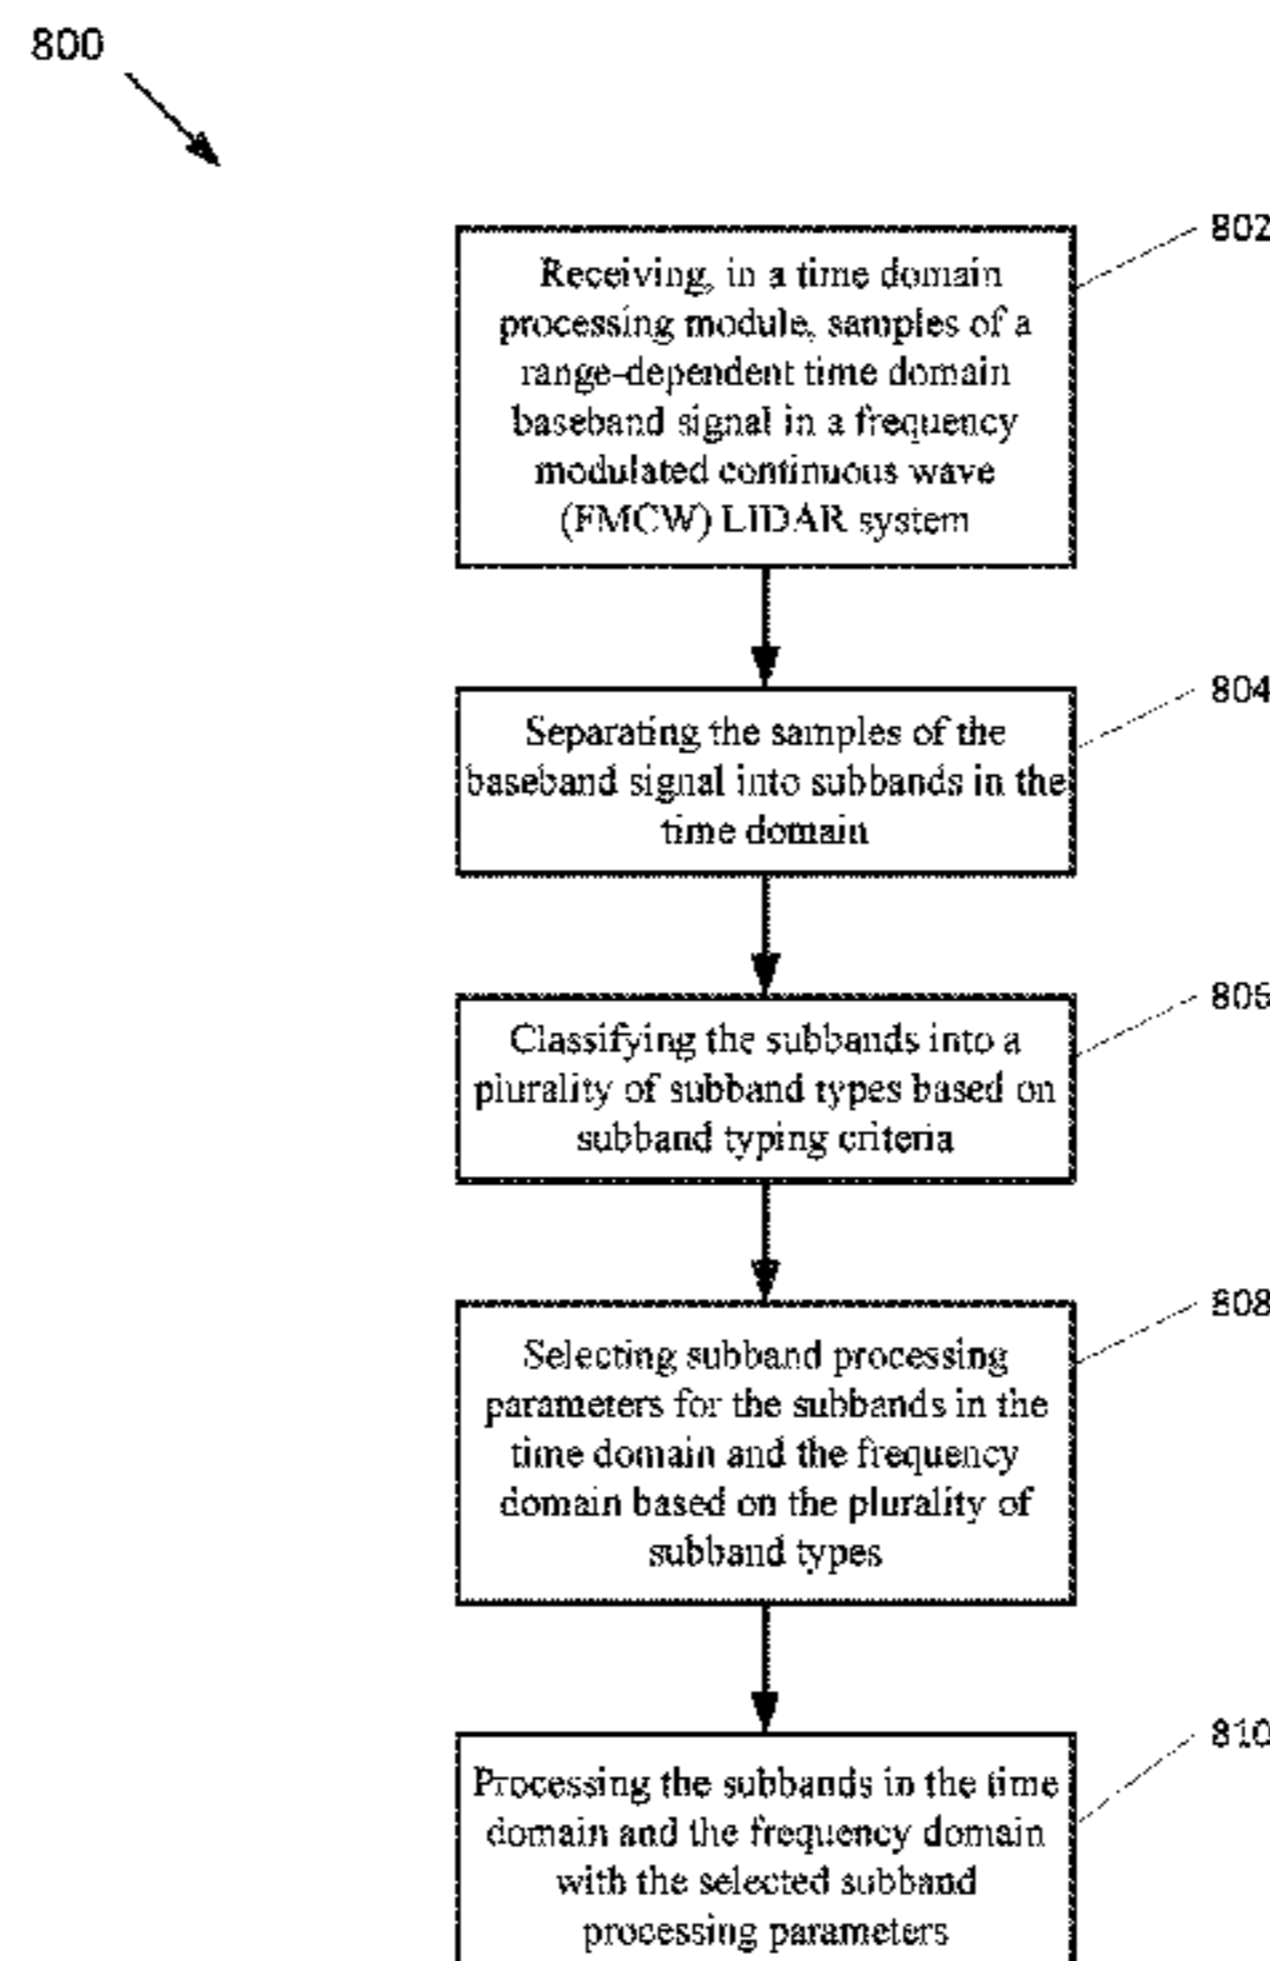 800
802
Receiving, in a time domain
processing module, samples of a
range-dependent time domain
baseband signal in a frequency
modulated continuous wave
(FMCW) LIDAR system
804
Separating the samples of the
baseband signal into subbands in the
time domain
806
Classifying the subbands into a
plurality of subband types based on
subband typing criteria
808
Selecting subband processing
parameters for the subbands in the
time domain and the frequency
domain based on the plurality of
subband types
810
Processing the subbands in the time
domain and the frequency domain
with the selected subband
processing parameters